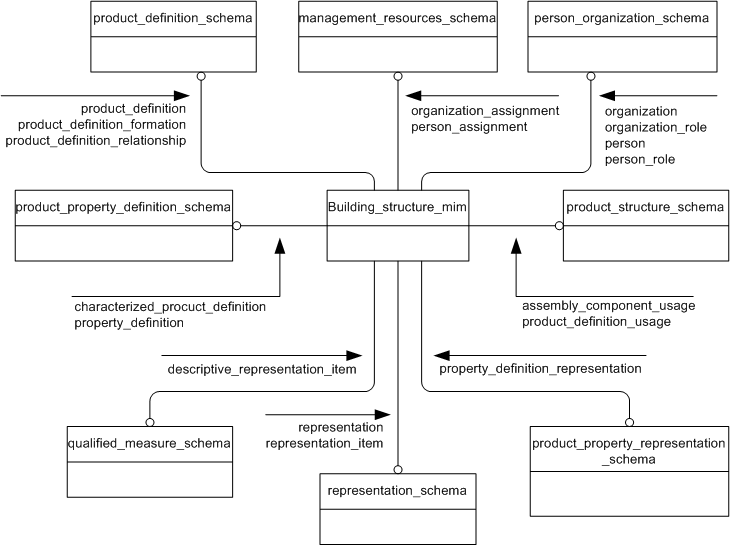 product_definition_schema
management_resources_schema
person_organization_schema
product_definition
product_definition_formation
product_definition_relationship
organization_assignment
person_assignment
organization
organization_role
person
person_role
product_property_definition_schema
Building_structure_mim
product_structure_schema
characterized_procuct_definition
property_definition
assembly_component_usage
product_definition_usage
descriptive_representation_item
property_definition_representation
representation
representation_item
qualified_measure_schema
product_property_representation
_schema
representation_schema